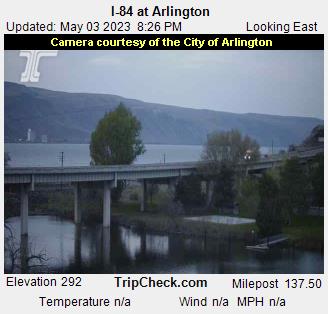 I-84 at Arlington
Updated: May 03 2023 8:26 PM Looking East
Camera courtesy of the City of Arlington
Elevation 292 TripCheck.com Milepost 137.50
Temperature n/a Wind n/a MPH n/a